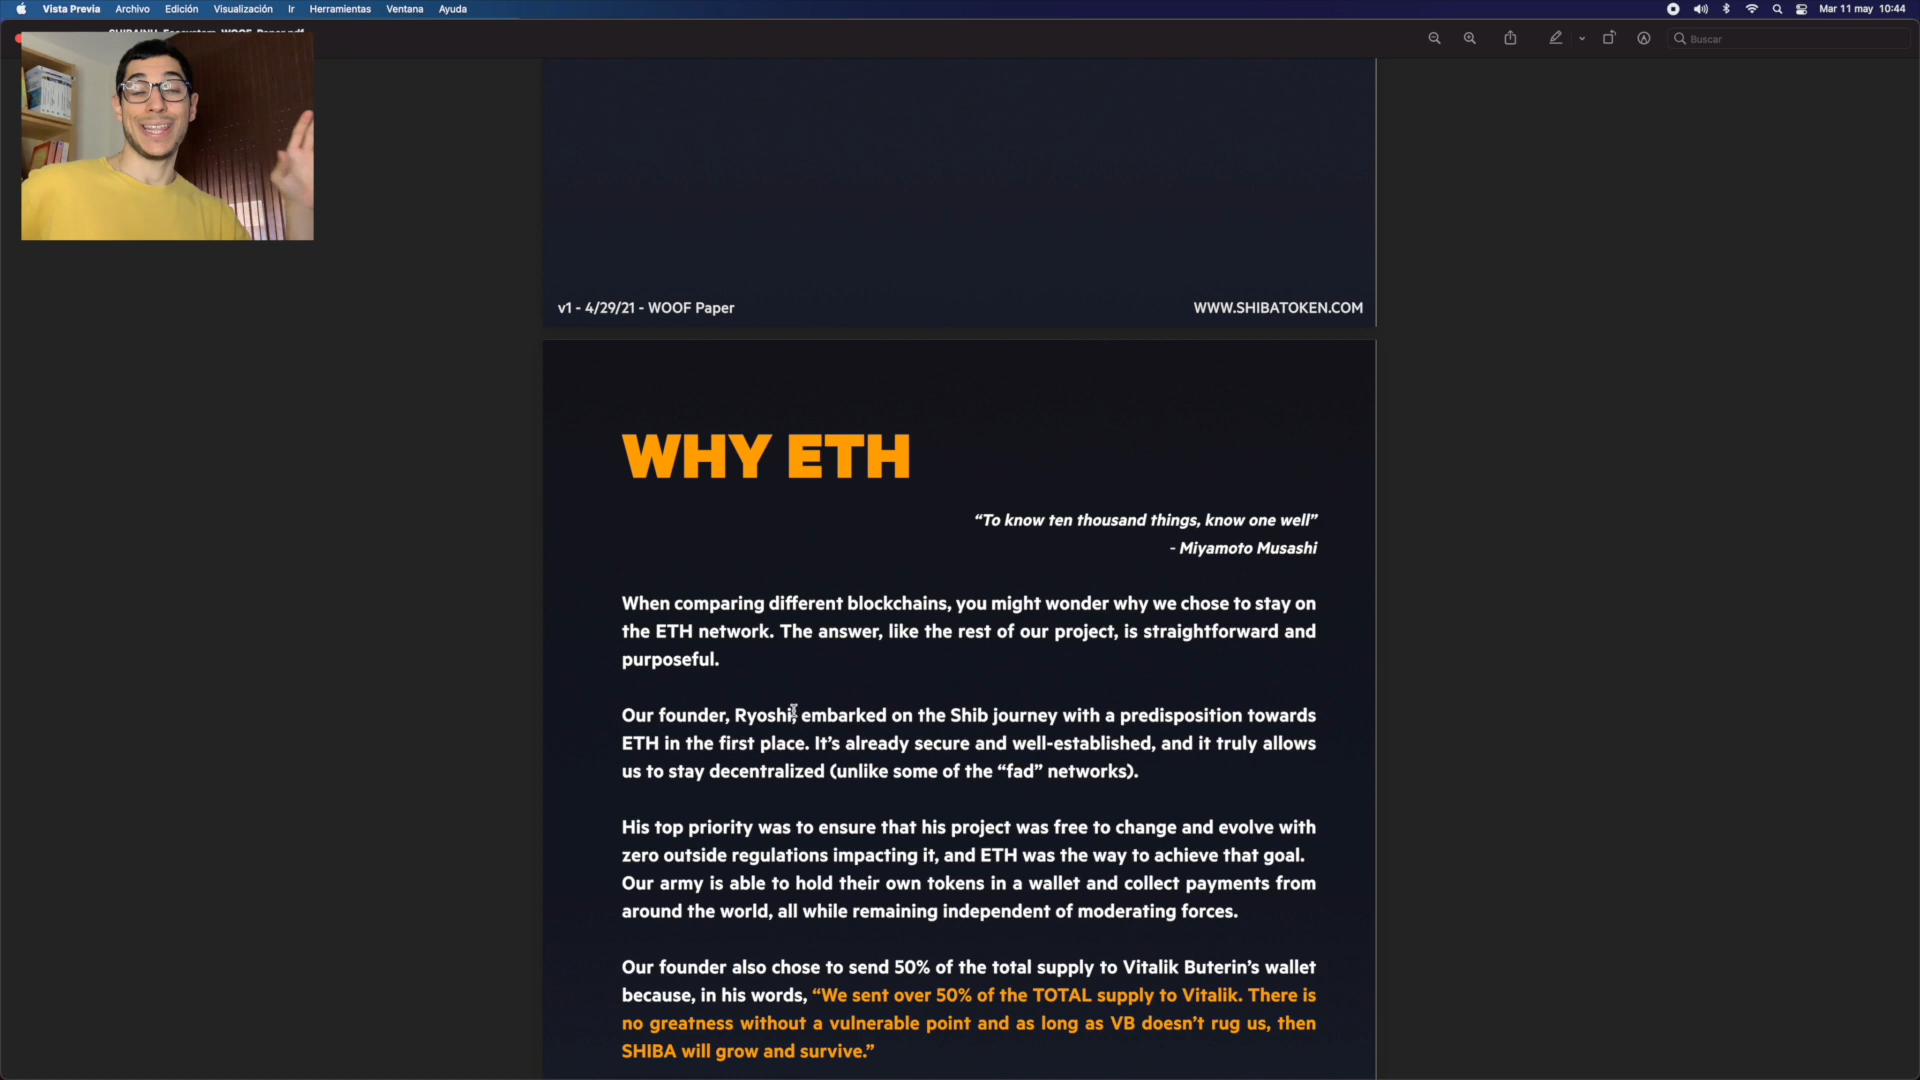 Vista Previa Archivo Edición Visualización Ir Herramientas Ventana Ayuda
Mar 11 may 10:44
Buscar
v1 - 4/29/21 - WOOF Paper
WWW.SHIBATOKEN.COM
WHY ETH
“To know ten thousand things, know one well”
- Miyamoto Musashi
When comparing different blockchains, you might wonder why we chose to stay on
the ETH network. The answer, like the rest of our project, is straightforward and
purposeful.
Our founder, Ryoshi, embarked on the Shib journey with a predisposition towards
ETH in the first place. It’s already secure and well-established, and it truly allows
us to stay decentralized (unlike some of the “fad” networks).
His top priority was to ensure that his project was free to change and evolve with
zero outside regulations impacting it, and ETH was the way to achieve that goal.
Our army is able to hold their own tokens in a wallet and collect payments from
around the world, all while remaining independent of moderating forces.
Our founder also chose to send 50% of the total supply to Vitalik Buterin’s wallet
because, in his words, “We sent over 50% of the TOTAL supply to Vitalik. There is
no greatness without a vulnerable point and as long as VB doesn’t rug us, then
SHIBA will grow and survive.”